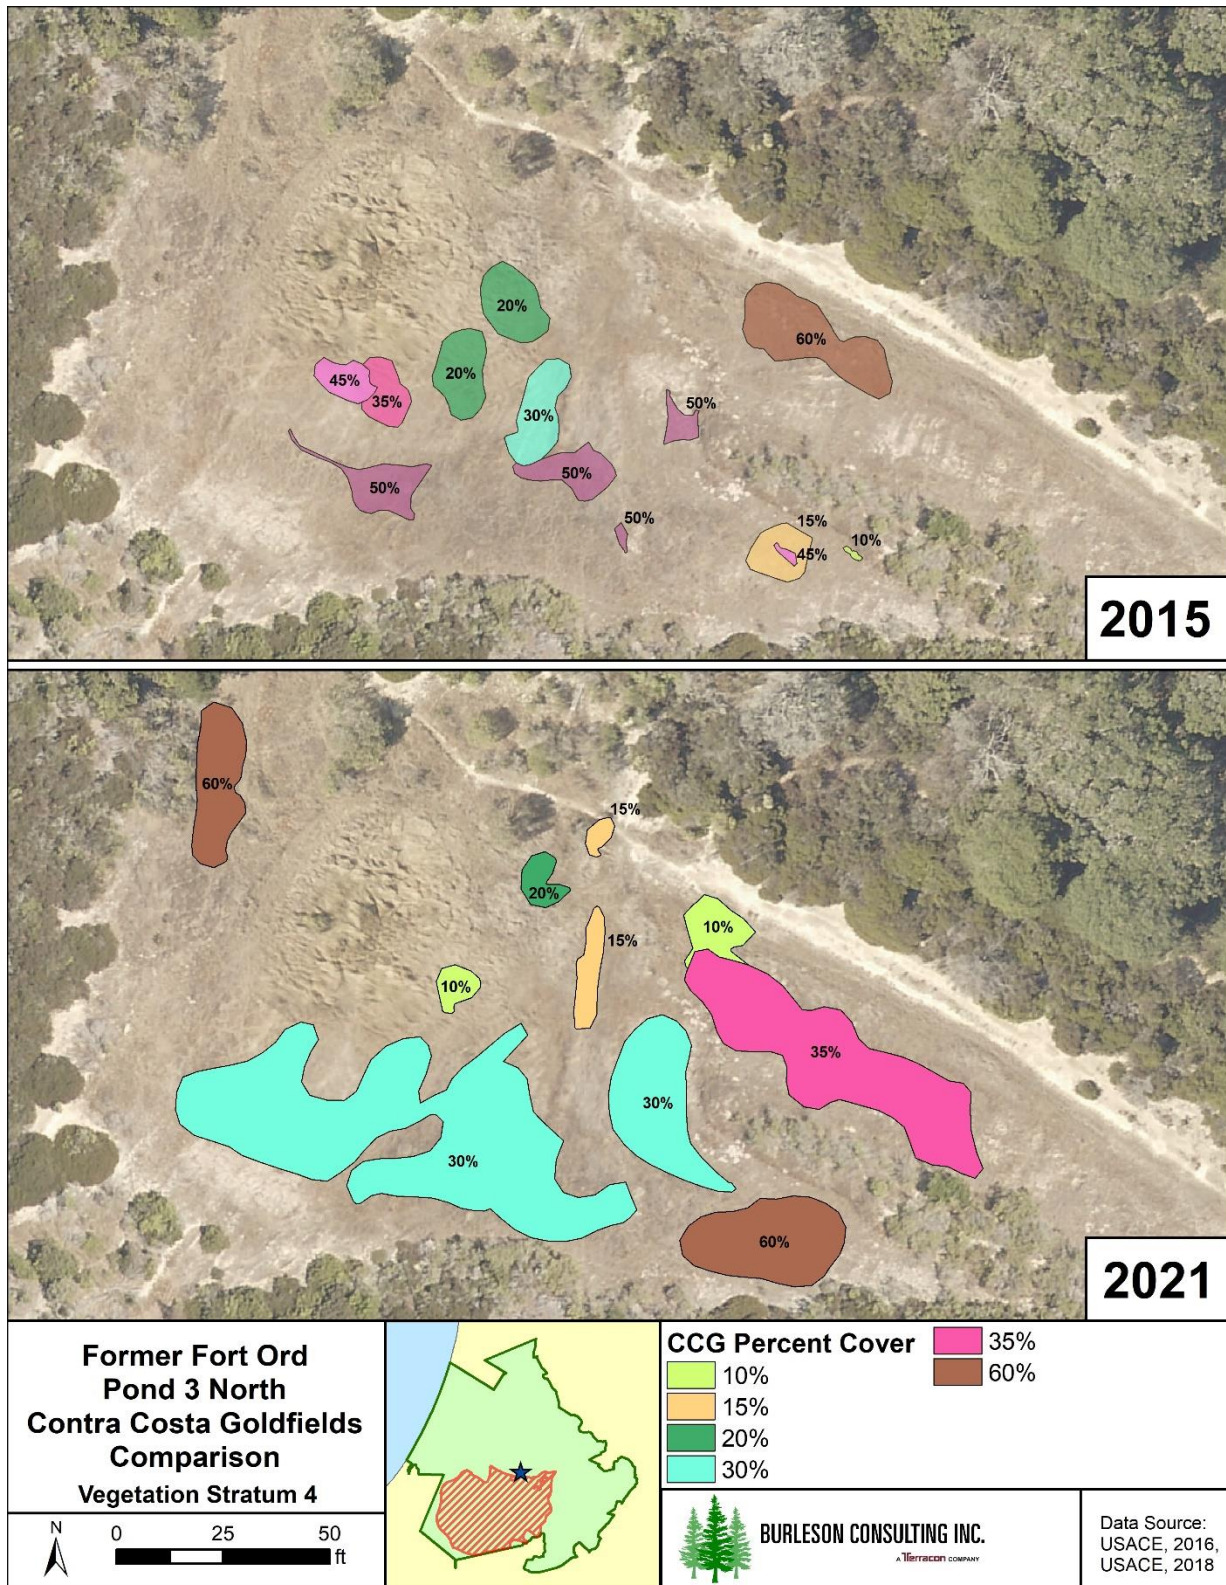 20%
60%
20%
45%
35%
30%
50%
50%
50%
50%
15%
45%
10%
2015
60%
15%
20%
10%
15%
10%
35%
30%
30%
60%
2021
Former Fort Ord
Pond 3 North
Contra Costa Goldfields
Comparison
Vegetation Stratum 4
N
0 25 50
ft
CCG Percent Cover
10%
15%
20%
30%
35%
60%
BURLESON CONSULTING INC.
A Terracon COMPANY
Data Source:
USACE, 2016,
USACE, 2018